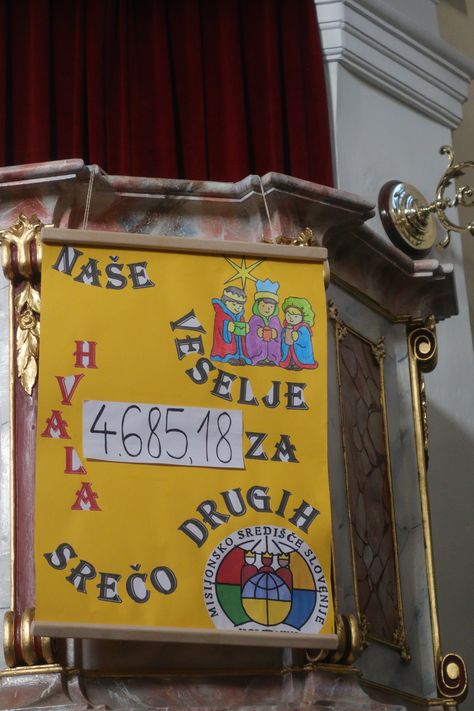 NAŠE
VESELJE
ZA
SREČO
DRUGIH
HVALA
4.685,18
MISIJONSKO SREDIŠČE SLOVENIJE